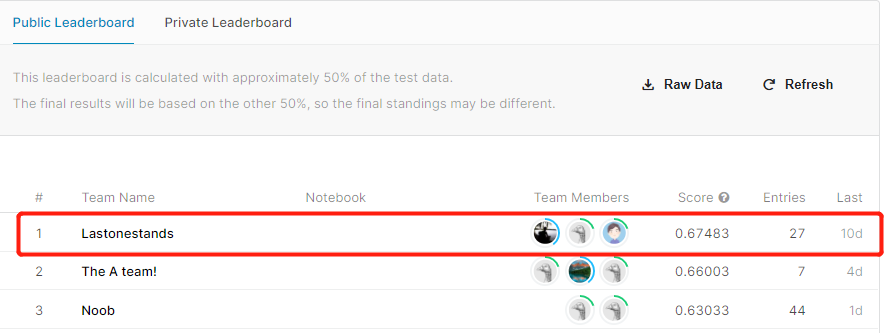 Public Leaderboard Private Leaderboard
This leaderboard is calculated with approximately 50% of the test data.
The final results will be based on the other 50%, so the final standings may be different.
Raw Data Refresh
# Team Name Notebook Team Members Score ? Entries Last
1 Lastonestands 0.67483 27 10d
2 The A team! 0.66003 7 4d
3 Noob 0.63033 44 1d